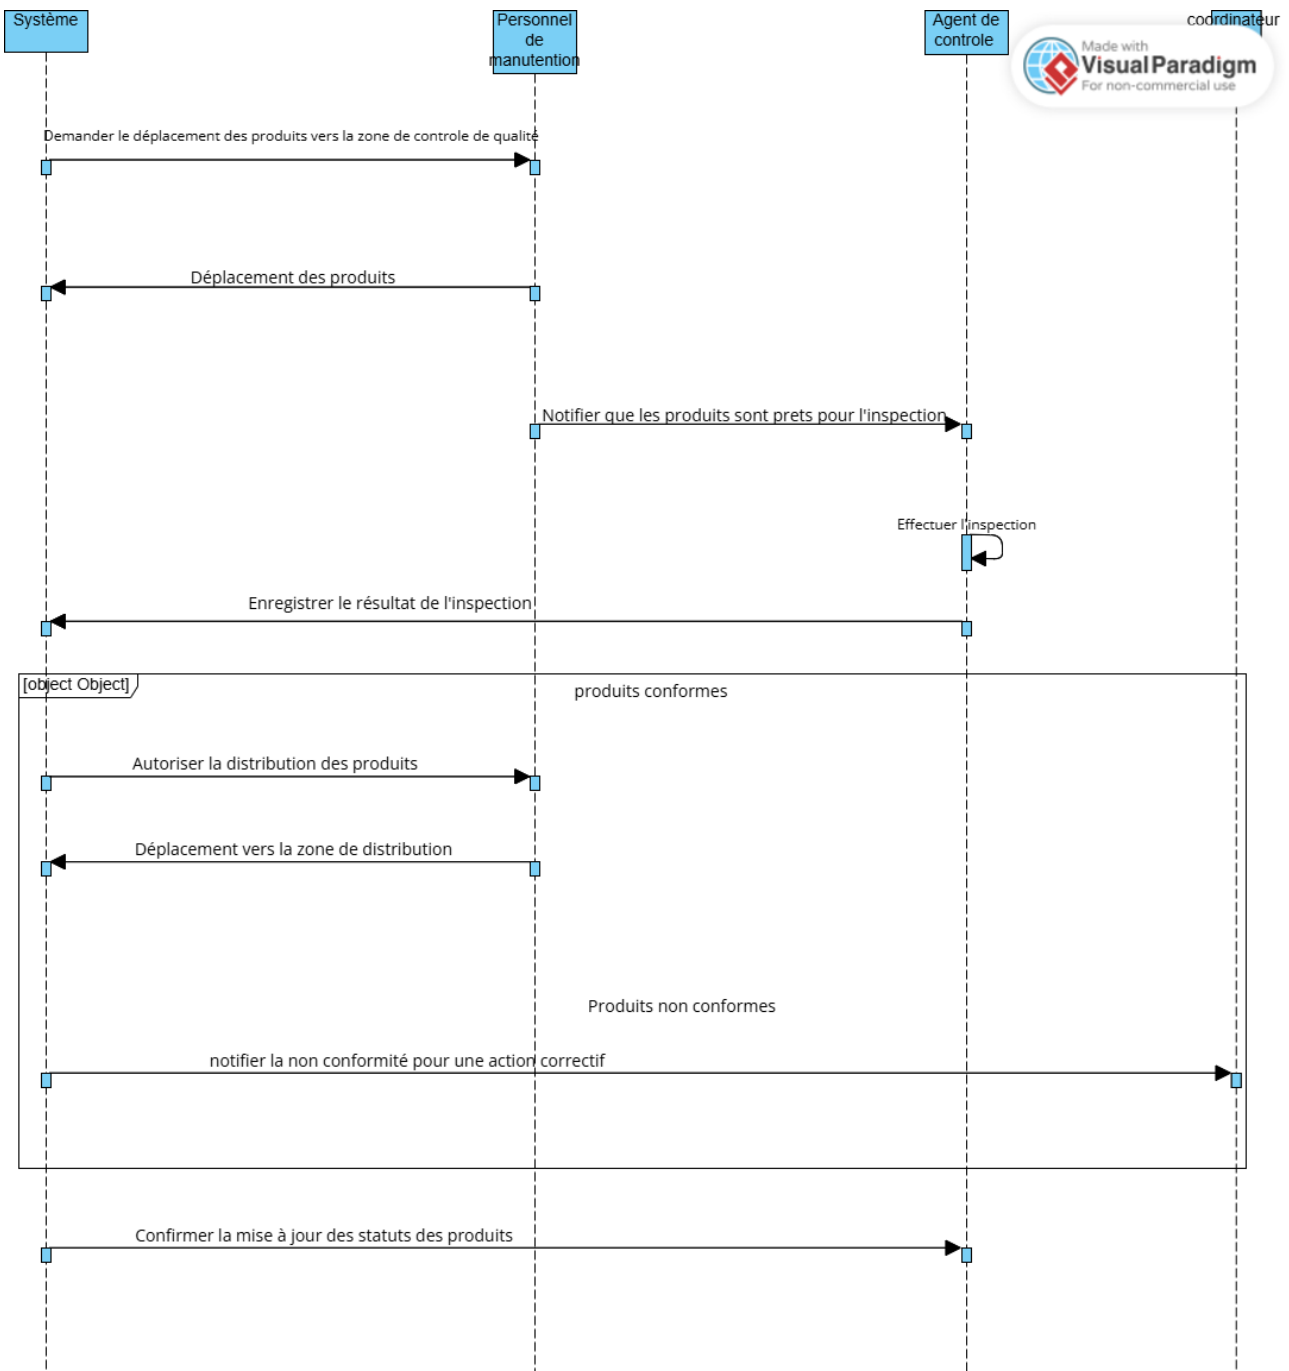 Système
Personnel
de
manutention
Agent de
controle
coordinateur
Made with
Visual Paradigm
For non-commercial use
Demander le déplacement des produits vers la zone de controle de qualité
Déplacement des produits
Notifier que les produits sont prets pour l'inspection
Effectuer l'inspection
Enregistrer le résultat de l'inspection
[object Object]
produits conformes
Autoriser la distribution des produits
Déplacement vers la zone de distribution
Produits non conformes
notifier la non conformité pour une action correctif
Confirmer la mise à jour des statuts des produits